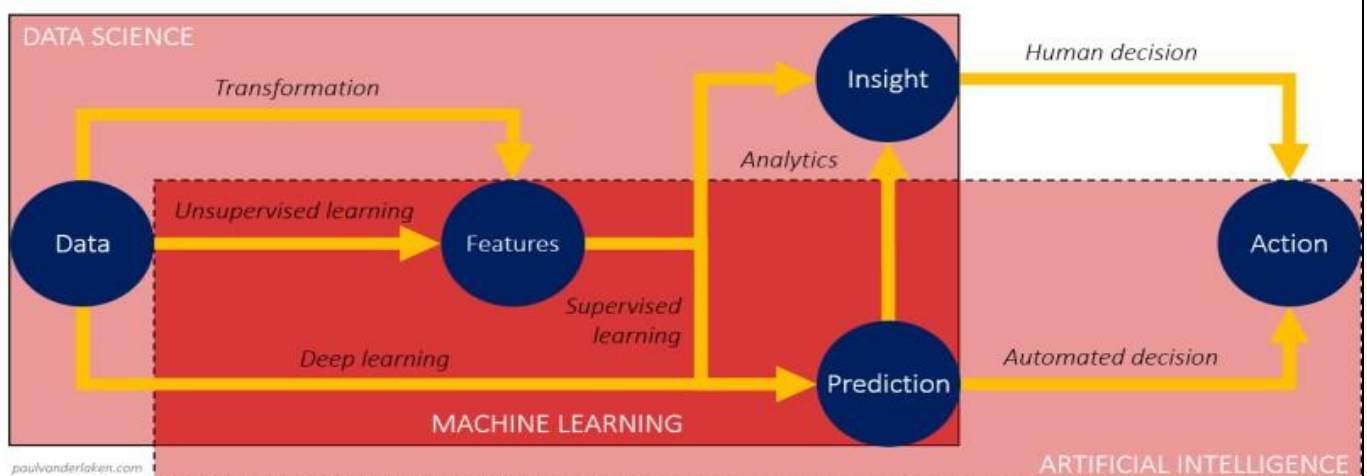 DATA SCIENCE
Transformation
Insight
Human decision
Analytics
Unsupervised learning
Data
Features
Action
Supervised
learning
Deep learning
Prediction
Automated decision
MACHINE LEARNING
paulvanderlaken.com
ARTIFICIAL INTELLIGENCE